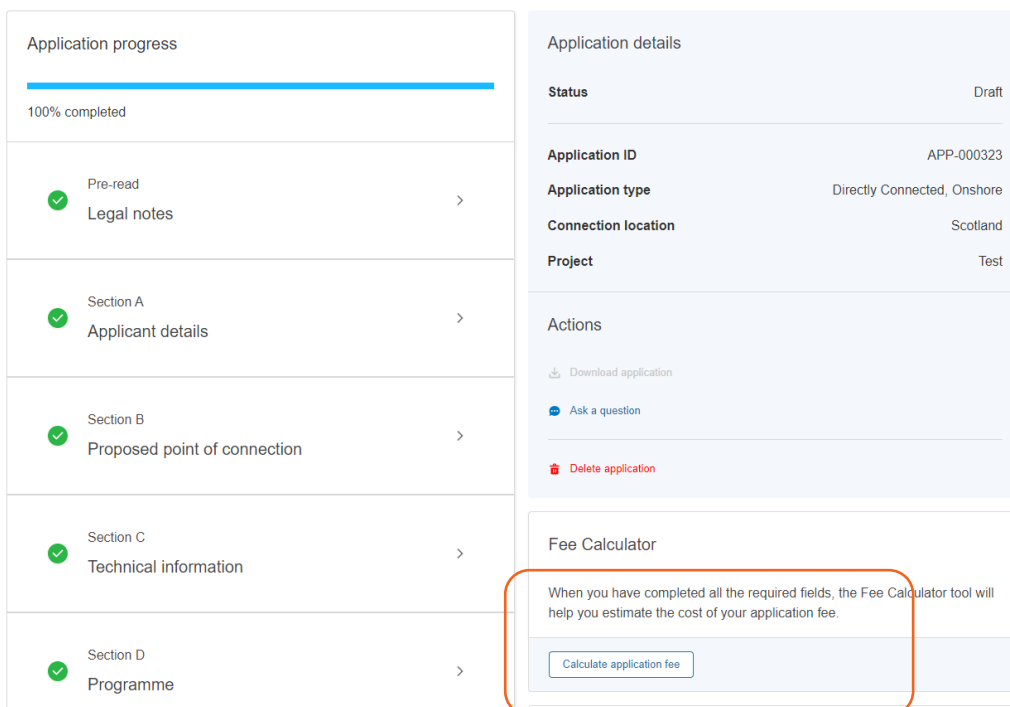 Application progress
100% completed
Pre-read
Legal notes
Section A
Applicant details
Section B
Proposed point of connection
Section C
Technical information
Section D
Programme
Application details
Status Draft
Application ID APP-000323
Application type Directly Connected, Onshore
Connection location Scotland
Project Test
Actions
Download application
Ask a question
Delete application
Fee Calculator
When you have completed all the required fields, the Fee Calculator tool will
help you estimate the cost of your application fee.
Calculate application fee